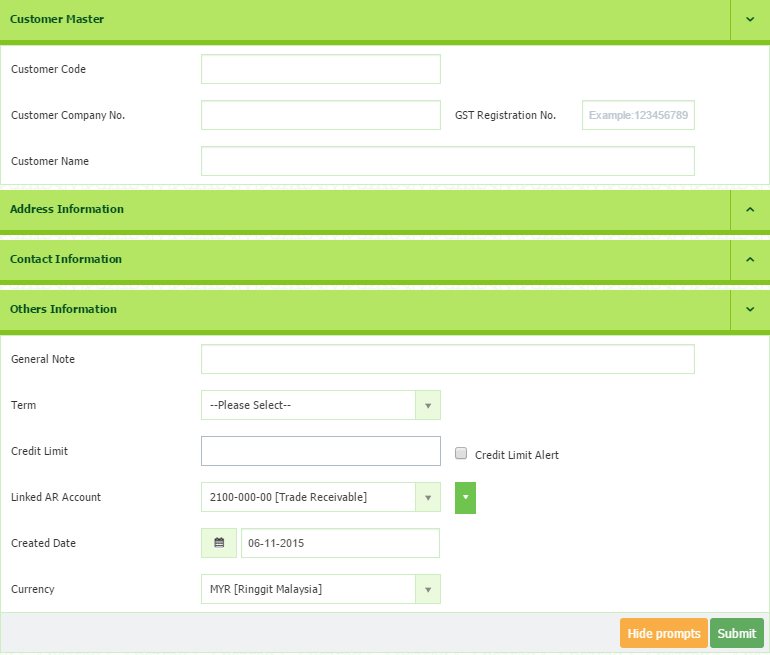 Customer Master
Customer Code
Customer Company No. GST Registration No. Example:123456789
Customer Name
Address Information
Contact Information
Others Information
General Note
Term --Please Select--
Credit Limit Credit Limit Alert
Linked AR Account 2100-000-00 [Trade Receivable]
Created Date 06-11-2015
Currency MYR [Ringgit Malaysia]
Hide prompts Submit